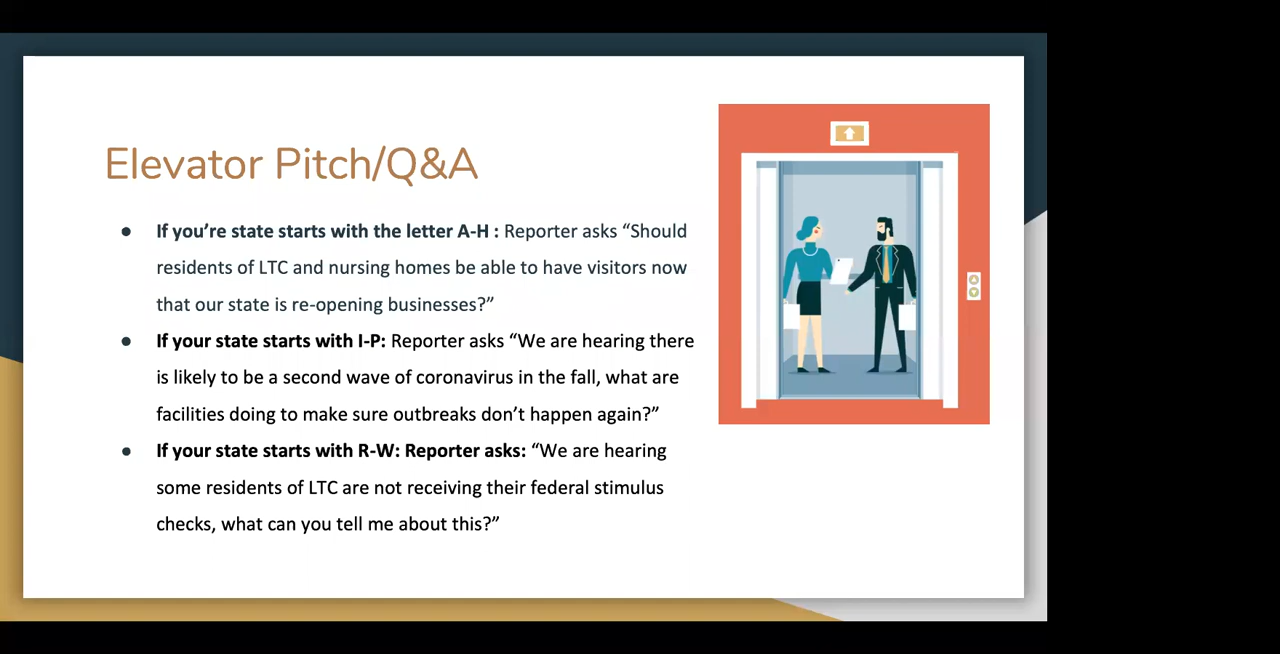 Elevator Pitch/Q&A
● If you're state starts with the letter A-H : Reporter asks “Should
residents of LTC and nursing homes be able to have visitors now
that our state is re-opening businesses?”
● If your state starts with I-P: Reporter asks “We are hearing there
is likely to be a second wave of coronavirus in the fall, what are
facilities doing to make sure outbreaks don’t happen again?”
● If your state starts with R-W: Reporter asks: “We are hearing
some residents of LTC are not receiving their federal stimulus
checks, what can you tell me about this?”